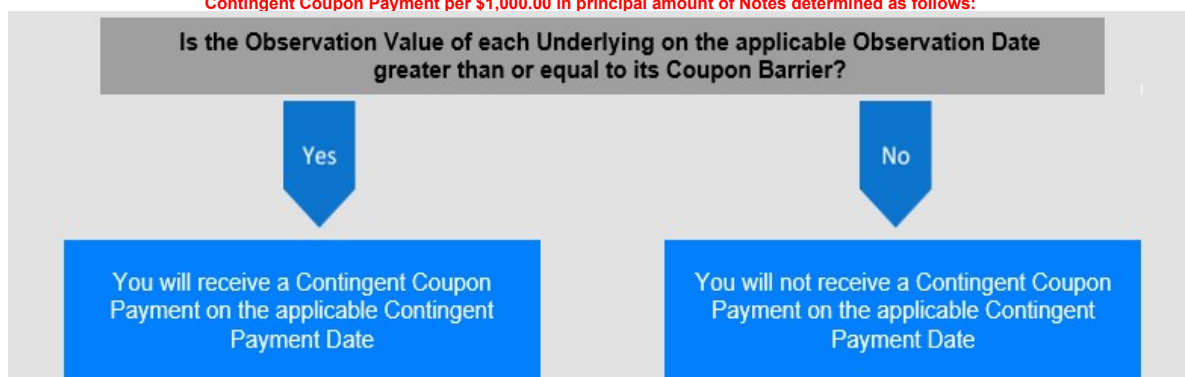 Contingent Coupon Payment per $1,000.00 in principal amount of Notes determined as follows:
Is the Observation Value of each Underlying on the applicable Observation Date
greater than or equal to its Coupon Barrier?
Yes
No
You will receive a Contingent Coupon
Payment on the applicable Contingent
Payment Date
You will not receive a Contingent Coupon
Payment on the applicable Contingent
Payment Date